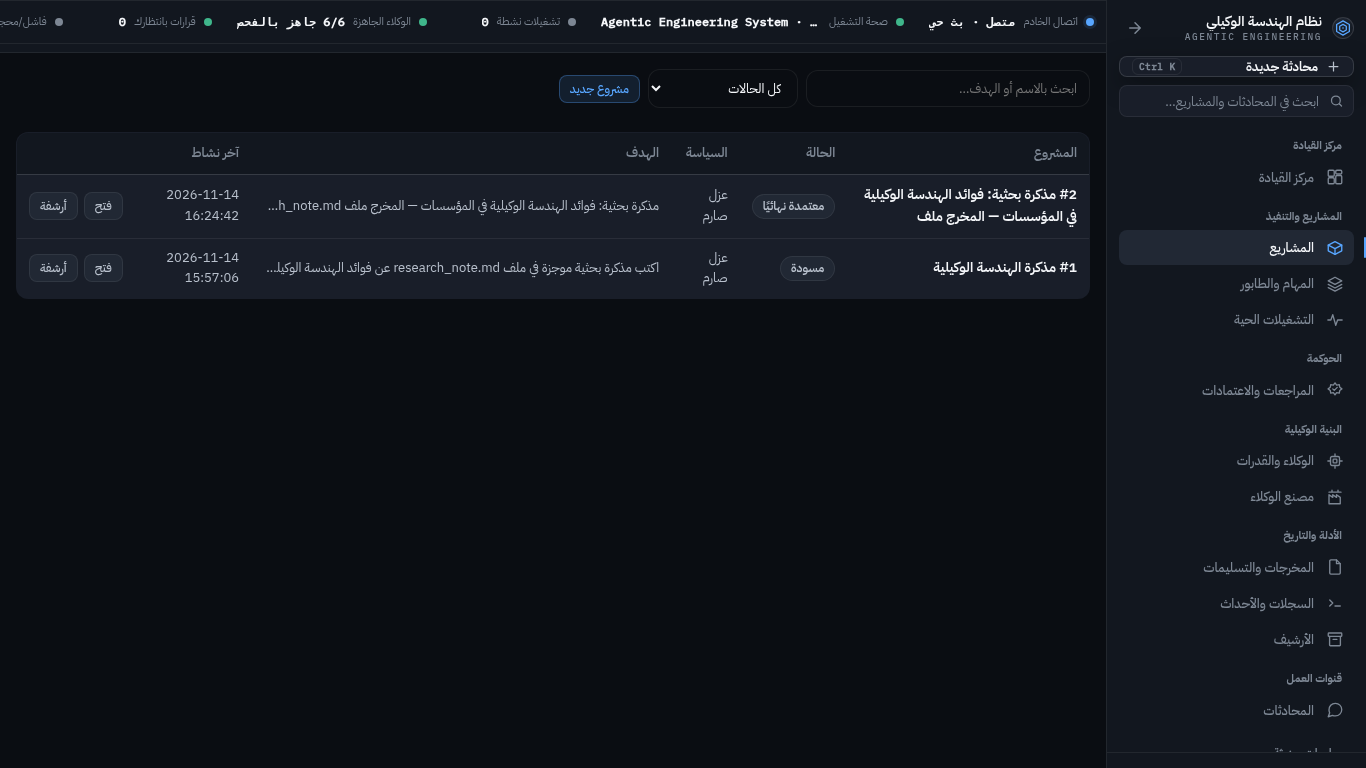 نظام الهندسة الوكيلي
AGENTIC ENGINEERING
محادثة جديدة
Ctrl K
ابحث في المحادثات والمشاريع...
مركز القيادة
مركز القيادة
المشاريع والتنفيذ
المشاريع
المهام والطابور
التشغيلات الحية
الحوكمة
المراجعات والاعتمادات
البنية الوكيلية
الوكلاء والقدرات
مصنع الوكلاء
الأدلة والتاريخ
المخرجات والتسليمات
السجلات والأحداث
الأرشيف
قنوات العمل
المحادثات
اتصال الخادم متصل · بث حي
صحة التشغيل Agentic Engineering System · …
تشغيلات نشطة 0
الوكلاء الجاهزة 6/6 جاهز بالفحص
قرارات بانتظارك 0
ابحث بالاسم أو الهدف...
كل الحالات
مشروع جديد
المشروع الحالة السياسة الهدف آخر نشاط
#2 مذكرة بحثية: فوائد الهندسة الوكيلية
في المؤسسات — المخرج ملف
معتمدة نهائيًا
عزل
صارم
مذكرة بحثية: فوائد الهندسة الوكيلية في المؤسسات — المخرج ملف h_note.md...
2026-11-14
16:24:42
فتح
أرشفة
#1 مذكرة الهندسة الوكيلية
مسودة
عزل
صارم
اكتب مذكرة بحثية موجزة في ملف research_note.md عن فوائد الهندسة الوكيلـ...
2026-11-14
15:57:06
فتح
أرشفة